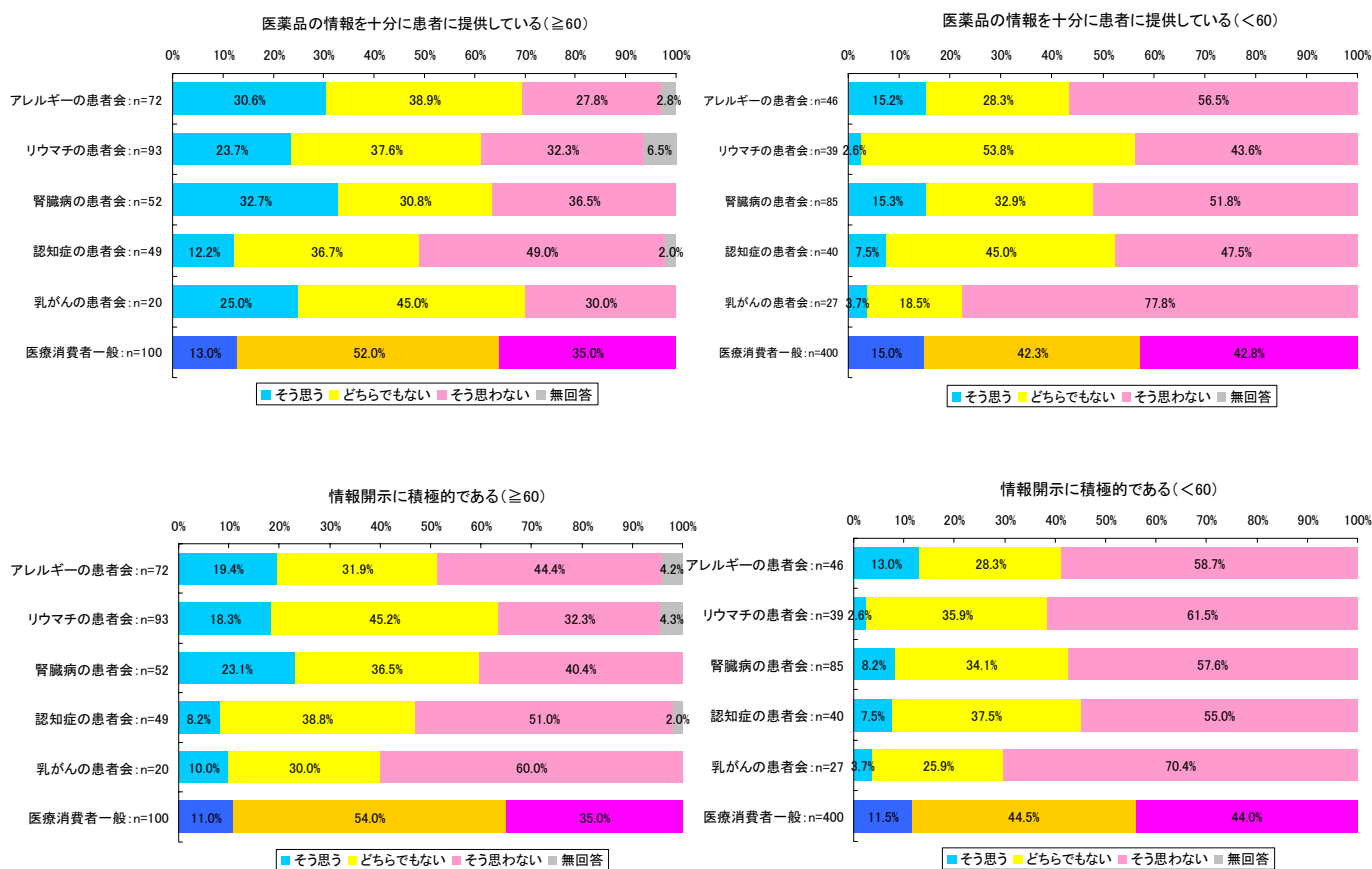 医薬品の情報を十分に患者に提供している(≧60)
0% 10% 20% 30% 40% 50% 60% 70% 80% 90% 100%
アレルギーの患者会:n=72 30.6% 38.9% 27.8% 2.8%
リウマチの患者会:n=93 23.7% 37.6% 32.3% 6.5%
腎臓病の患者会:n=52 32.7% 30.8% 36.5%
認知症の患者会:n=49 12.2% 36.7% 49.0% 2.0%
乳がんの患者会:n=20 25.0% 45.0% 30.0%
医療消費者一般:n=100 13.0% 52.0% 35.0%
そう思う どちらでもない そう思わない 無回答
医薬品の情報を十分に患者に提供している(<60)
0% 10% 20% 30% 40% 50% 60% 70% 80% 90% 100%
アレルギーの患者会:n=46 15.2% 28.3% 56.5%
リウマチの患者会:n=39 2.6% 53.8% 43.6%
腎臓病の患者会:n=85 15.3% 32.9% 51.8%
認知症の患者会:n=40 7.5% 45.0% 47.5%
乳がんの患者会:n=27 3.7% 18.5% 77.8%
医療消費者一般:n=400 15.0% 42.3% 42.8%
そう思う どちらでもない そう思わない 無回答
情報開示に積極的である(≧60)
0% 10% 20% 30% 40% 50% 60% 70% 80% 90% 100%
アレルギーの患者会:n=72 19.4% 31.9% 44.4% 4.2%
リウマチの患者会:n=93 18.3% 45.2% 32.3% 4.3%
腎臓病の患者会:n=52 23.1% 36.5% 40.4%
認知症の患者会:n=49 8.2% 38.8% 51.0% 2.0%
乳がんの患者会:n=20 10.0% 30.0% 60.0%
医療消費者一般:n=100 11.0% 54.0% 35.0%
そう思う どちらでもない そう思わない 無回答
情報開示に積極的である(<60)
0% 10% 20% 30% 40% 50% 60% 70% 80% 90% 100%
アレルギーの患者会:n=46 13.0% 28.3% 58.7%
リウマチの患者会:n=39 2.6% 35.9% 61.5%
腎臓病の患者会:n=85 8.2% 34.1% 57.6%
認知症の患者会:n=40 7.5% 37.5% 55.0%
乳がんの患者会:n=27 3.7% 25.9% 70.4%
医療消費者一般:n=400 11.5% 44.5% 44.0%
そう思う どちらでもない そう思わない 無回答